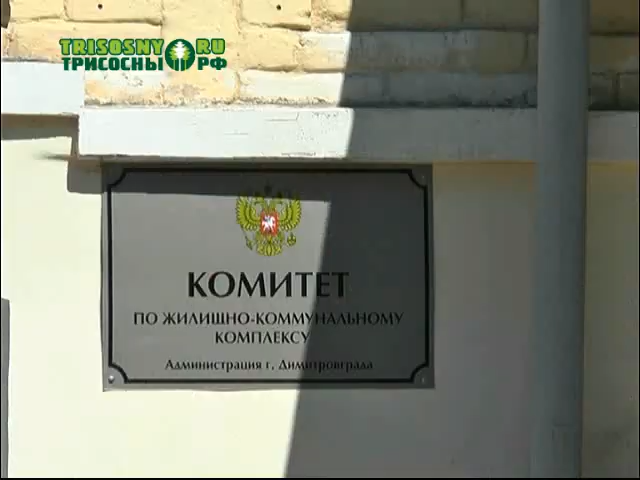 TRISOSNY.RU
ТРИСОСНЫ.РФ
КОМИТЕТ
ПО ЖИЛИЩНО-КОММУНАЛЬНОМУ
КОМПЛЕКСУ
Администрация г. Димитровграда